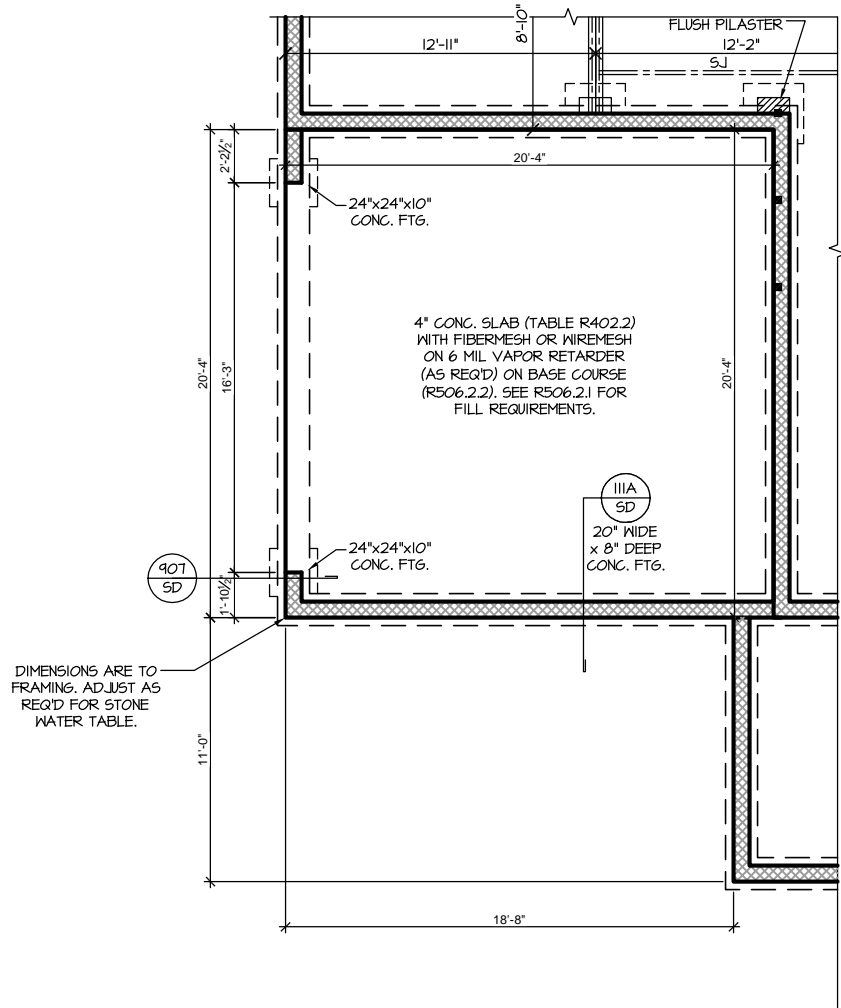 FLUSH PILASTER
8'-10"
12'-11"
12'-2"
SJ
2'-2½"
20'-4"
24"x24"x10"
CONC. FTG.
4" CONC. SLAB (TABLE R402.2)
WITH FIBERMESH OR WIREMESH
ON 6 MIL VAPOR RETARDER
(AS REQ'D) ON BASE COURSE
(R506.2.2). SEE R506.2.1 FOR
FILL REQUIREMENTS.
20'-4"
16'-3"
20'-4"
111A
SD
20" WIDE
x 8" DEEP
CONC. FTG.
24"x24"x10"
CONC. FTG.
907
SD
1'-10½"
DIMENSIONS ARE TO
FRAMING. ADJUST AS
REQ'D FOR STONE
WATER TABLE.
11'-0"
18'-8"